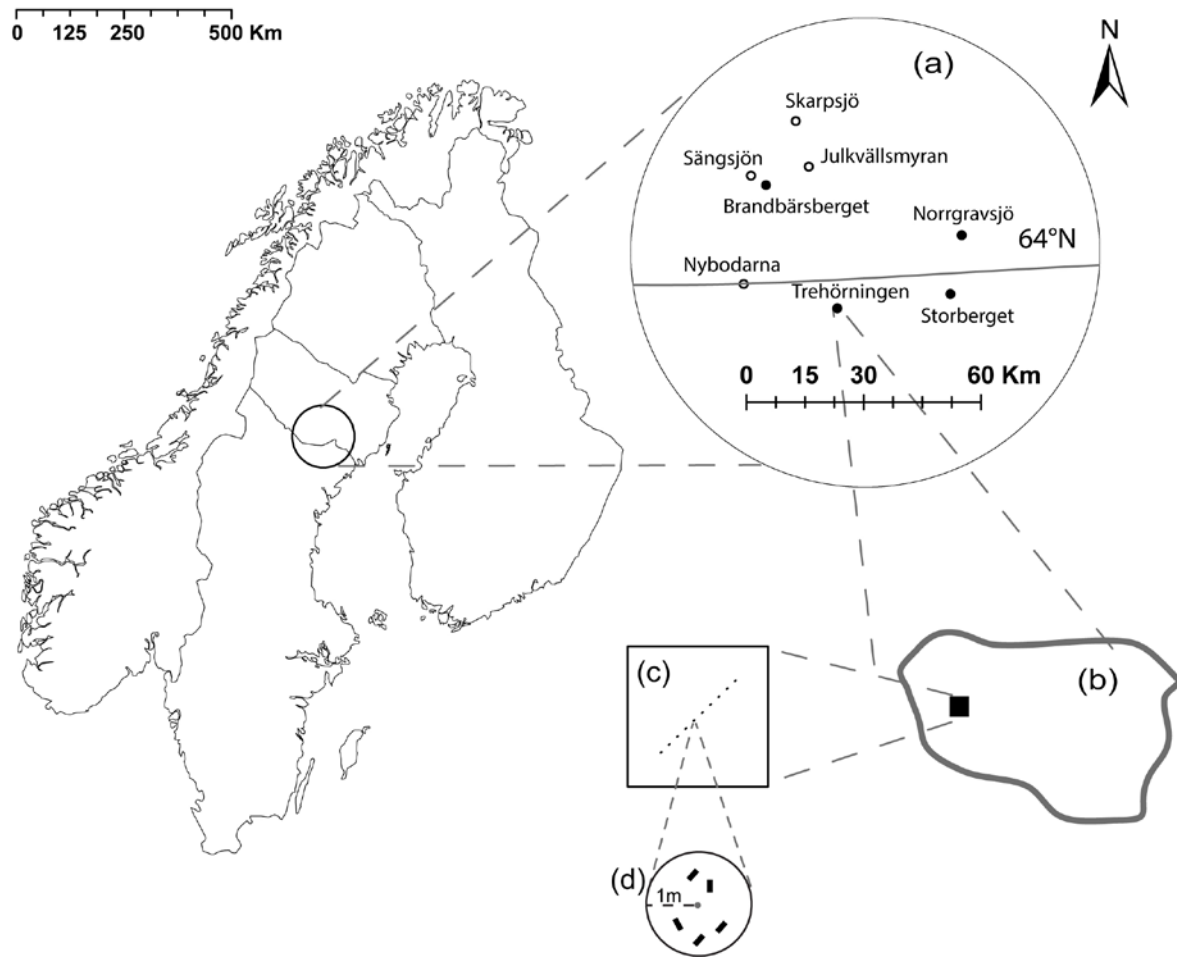 0 125 250 500 Km
N
(a)
Skarpsjö
Sängsjön
Julkvällsmyran
Brandbärsberget
Norrgravsjö
64°N
Nybodarna
Trehörningen
Storberget
0 15 30 60 Km
(b)
(c)
(d)
1m